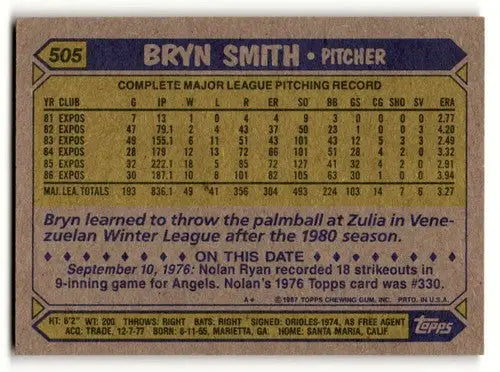 505
BRYN SMITH • PITCHER
COMPLETE MAJOR LEAGUE PITCHING RECORD
YR CLUB G IP W L R ER SO BB GS CG SHO SV ERA
81 EXPOS 7 13 1 0 4 4 9 3 0 0 0 0 2.77
82 EXPOS 47 79.1 2 4 43 37 50 23 1 0 0 3 4.20
83 EXPOS 49 155.1 6 11 51 43 101 43 12 5 3 3 2.49
84 EXPOS 28 179 12 13 72 66 101 51 28 4 2 0 3.32
85 EXPOS 32 222.1 18 5 85 72 127 41 32 4 2 0 2.91
86 EXPOS 30 187.1 10 8 101 82 105 63 30 1 0 0 3.94
MAJ. LEA. TOTALS 193 836.1 49 41 356 304 493 224 103 14 7 6 3.27
Bryn learned to throw the palmball at Zulia in Vene-
zuelan Winter League after the 1980 season.
ON THIS DATE
September 10, 1976: Nolan Ryan recorded 18 strikeouts in
9-inning game for Angels. Nolan's 1976 Topps card was #330.
A* ©1987 TOPPS CHEWING GUM, INC. PRTD. IN U.S.A.
HT: 6'2" WT: 200 THROWS: RIGHT BATS: RIGHT SIGNED: ORIOLES-1974, AS FREE AGENT
ACQ: TRADE, 12-7-77 BORN: 8-11-55, MARIETTA, GA. HOME: SANTA MARIA, CALIF.
Topps